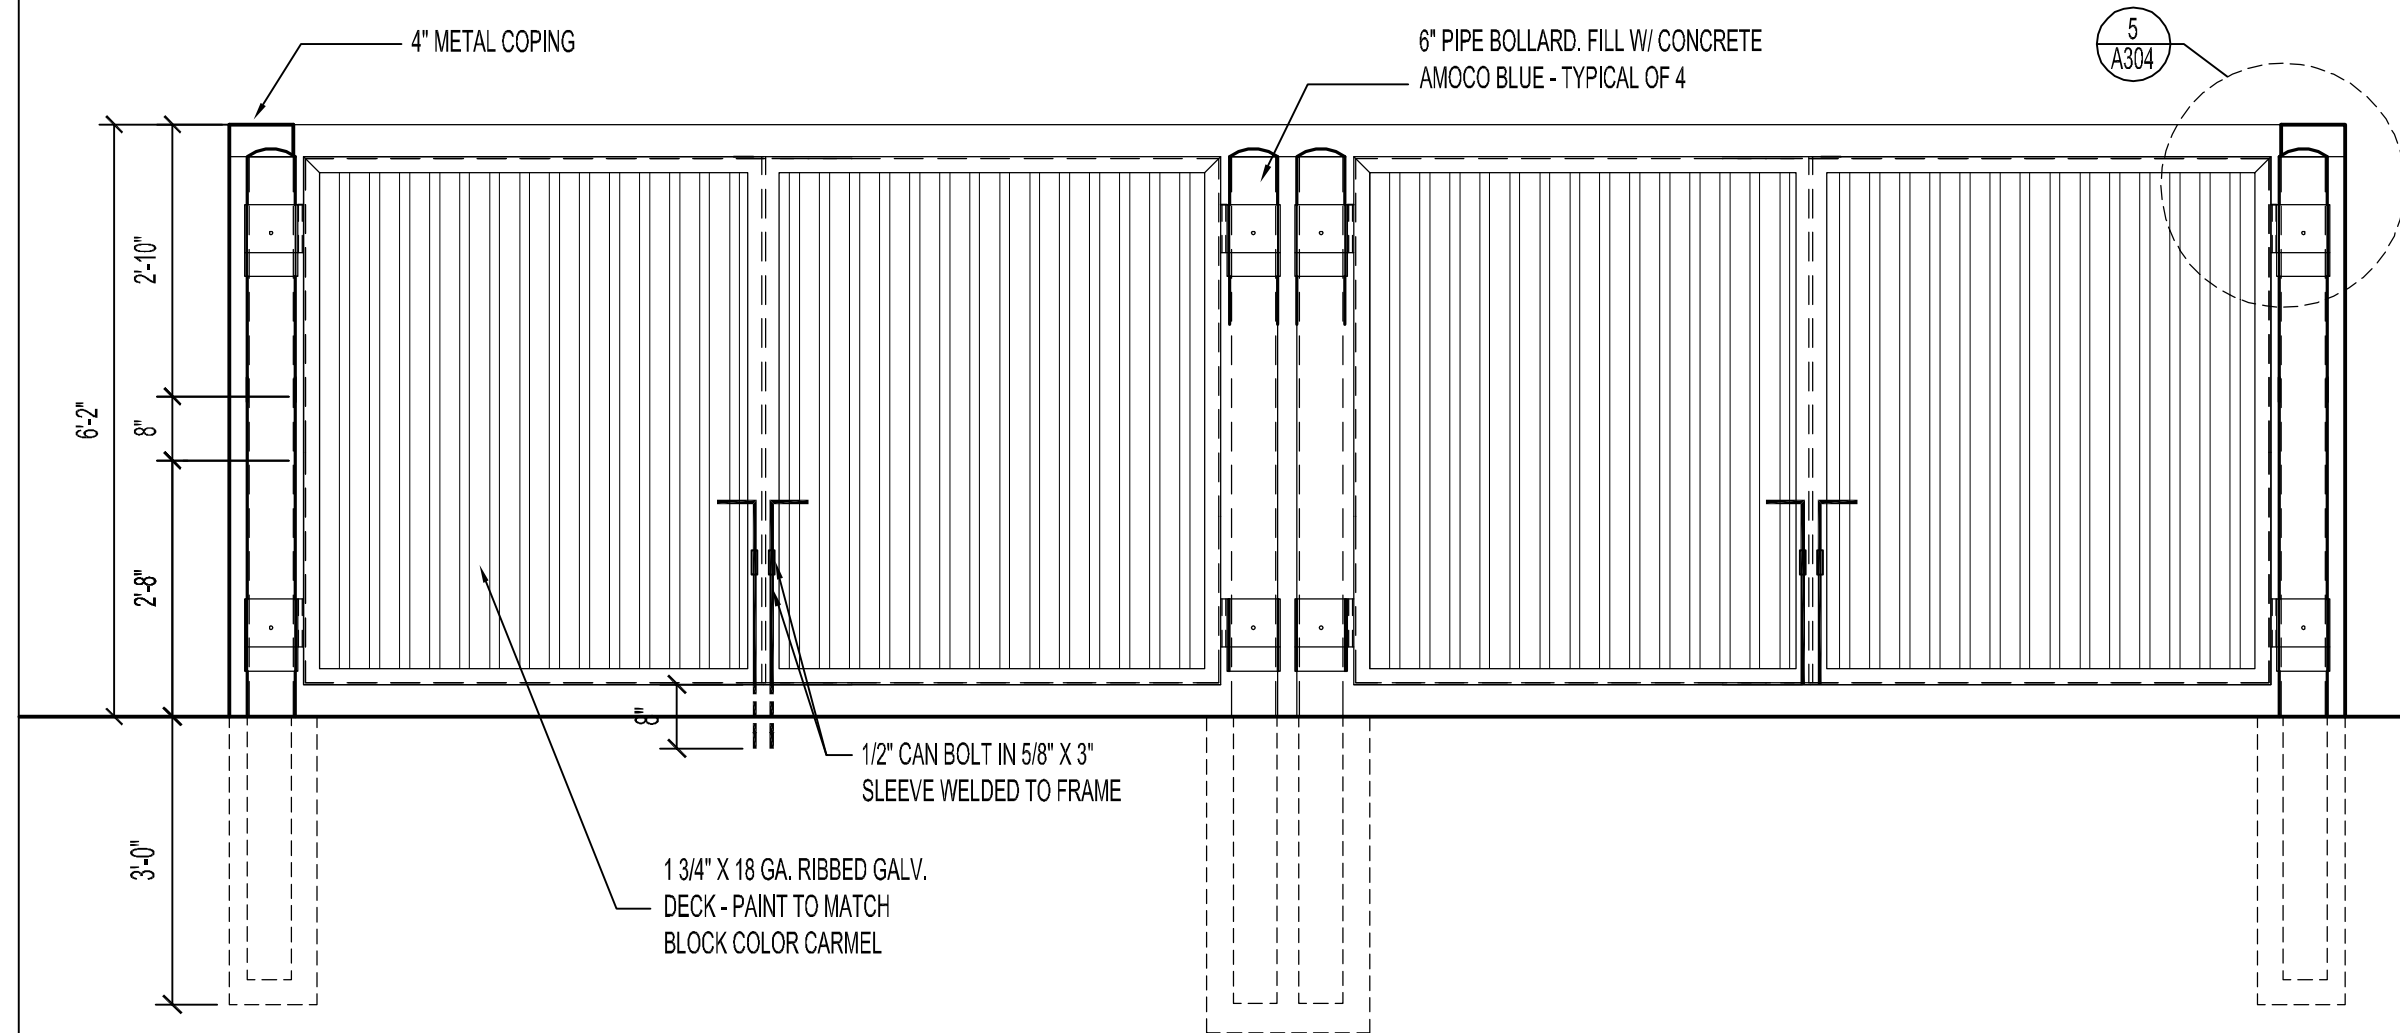 4" METAL COPING
6" PIPE BOLLARD. FILL W/ CONCRETE
AMOCO BLUE - TYPICAL OF 4
5
A304
6'-2"
2'-10"
8"
2'-8"
3'-0"
8"
1/2" CAN BOLT IN 5/8" X 3"
SLEEVE WELDED TO FRAME
1 3/4" X 18 GA. RIBBED GALV.
DECK - PAINT TO MATCH
BLOCK COLOR CARMEL